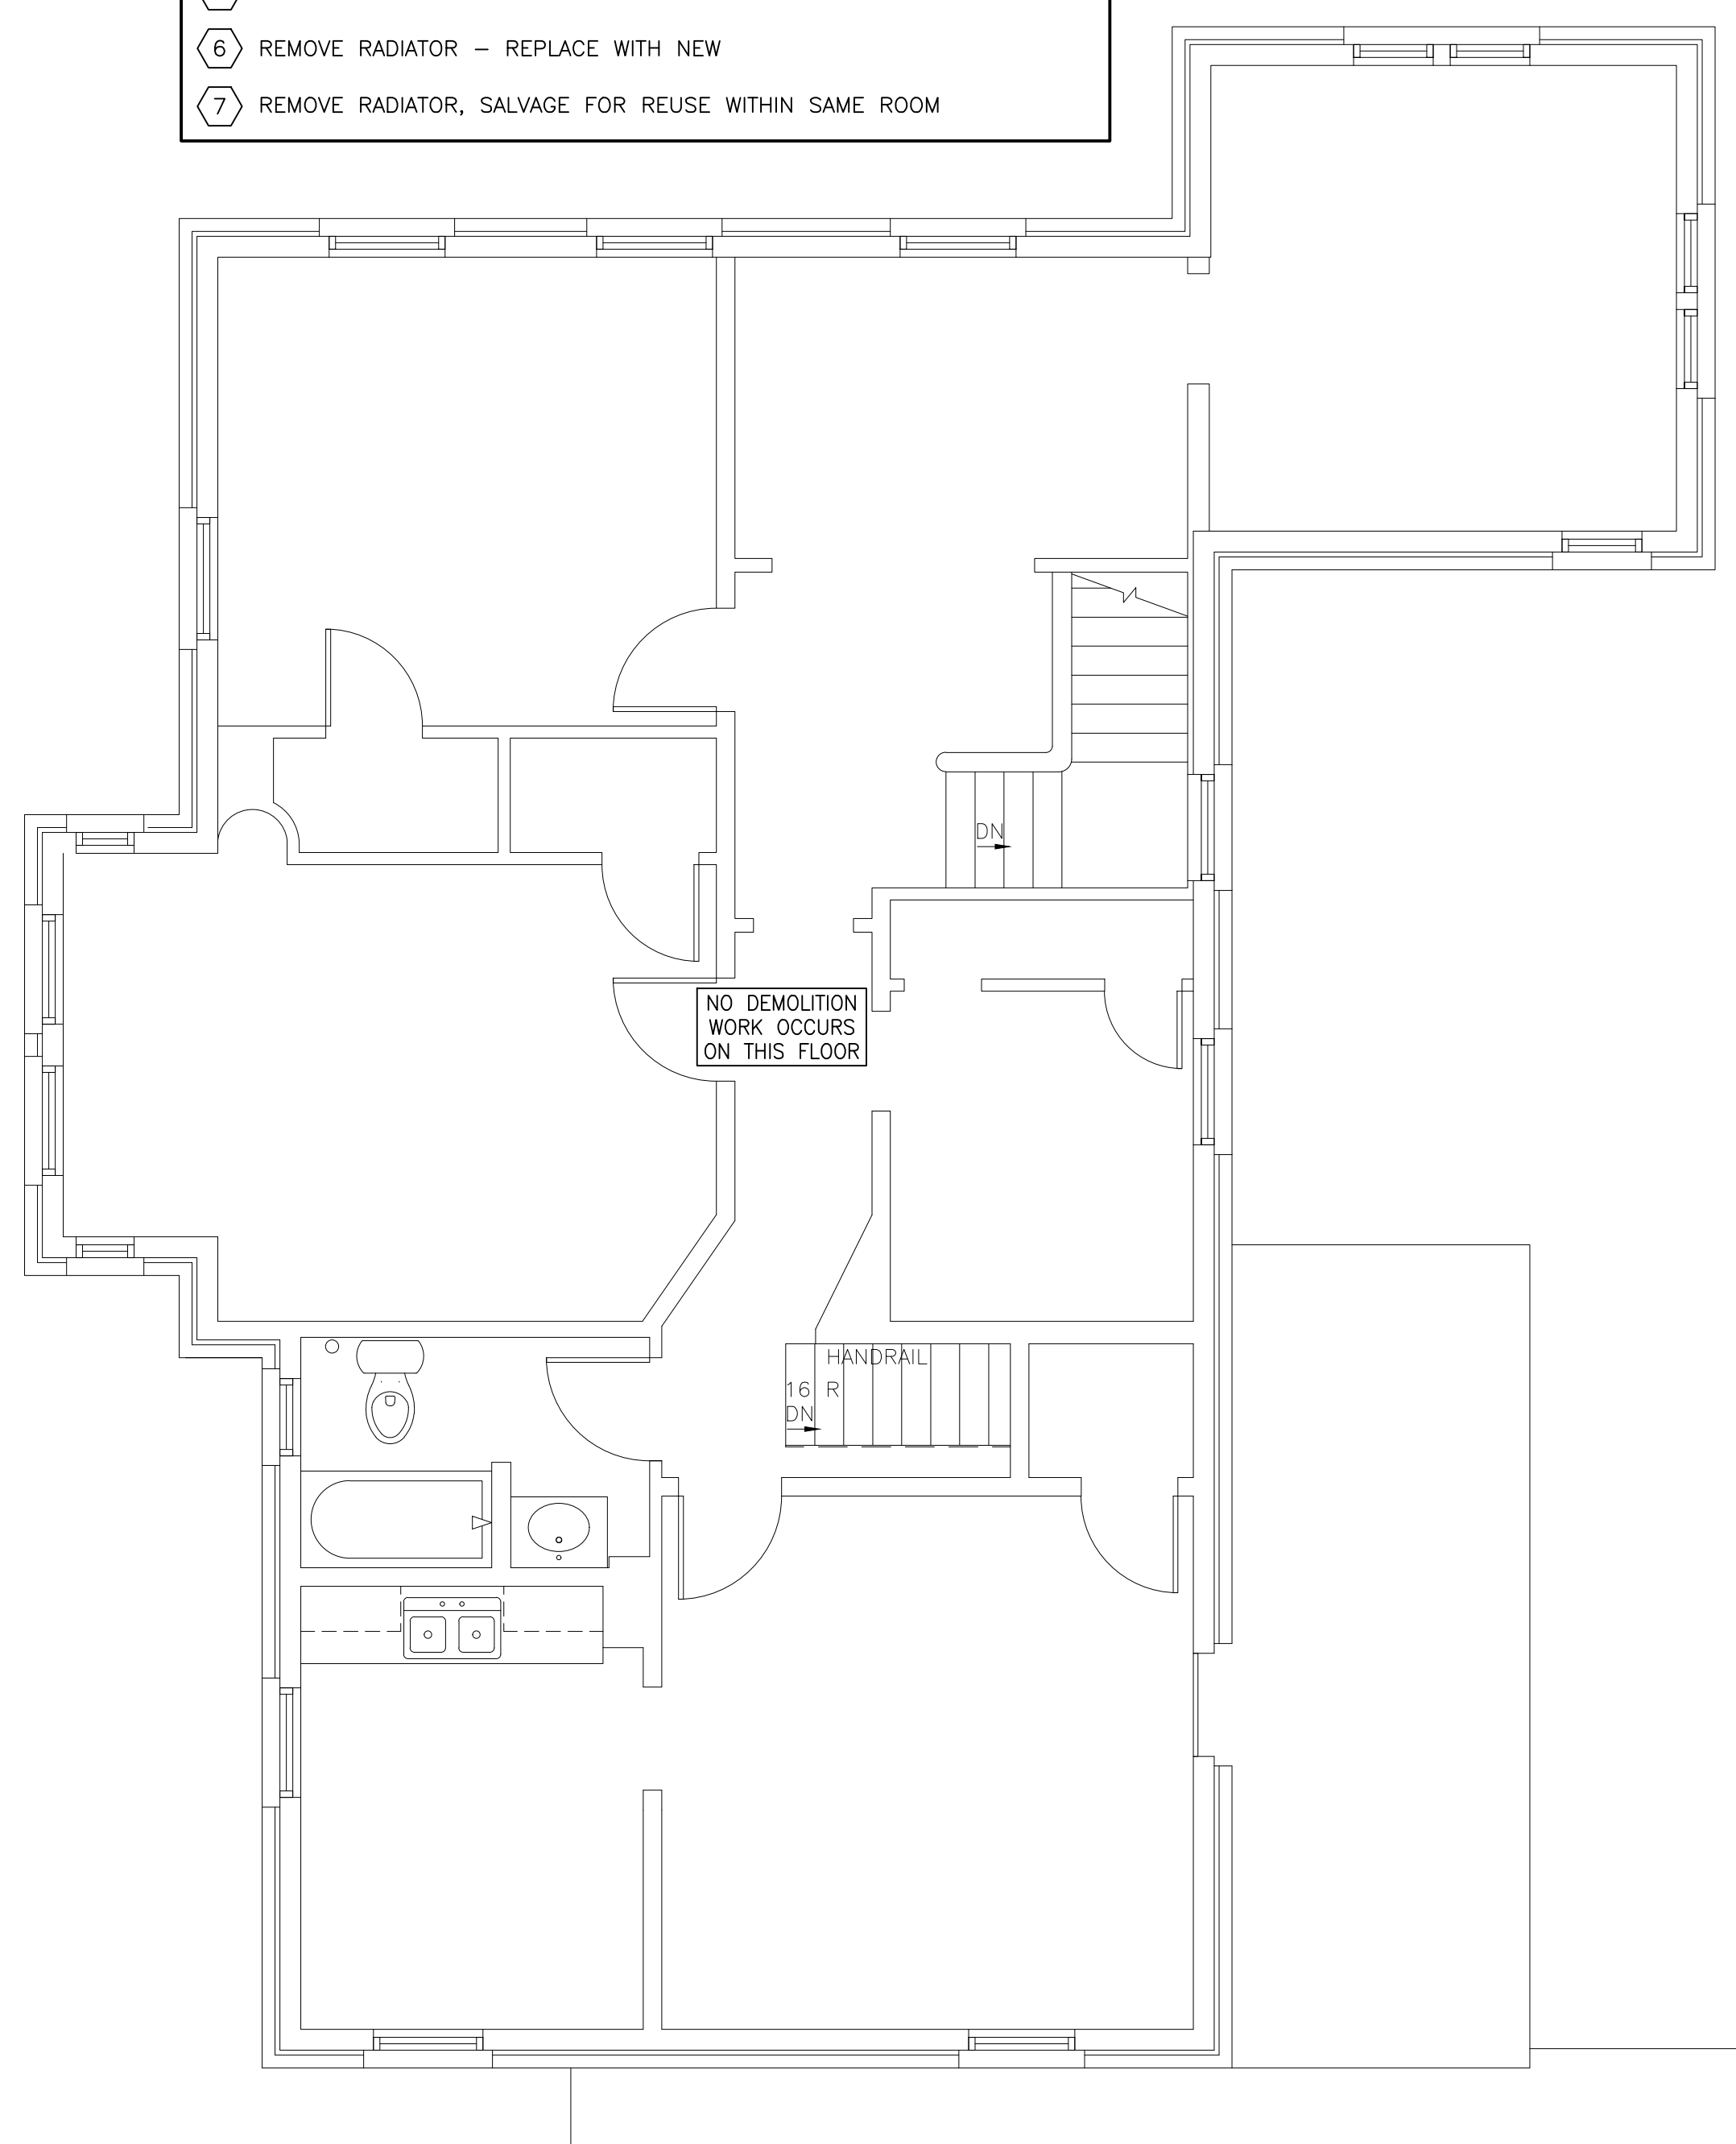 6 REMOVE RADIATOR – REPLACE WITH NEW
7 REMOVE RADIATOR, SALVAGE FOR REUSE WITHIN SAME ROOM
DN
NO DEMOLITION
WORK OCCURS
ON THIS FLOOR
HANDRAIL
16 R
DN